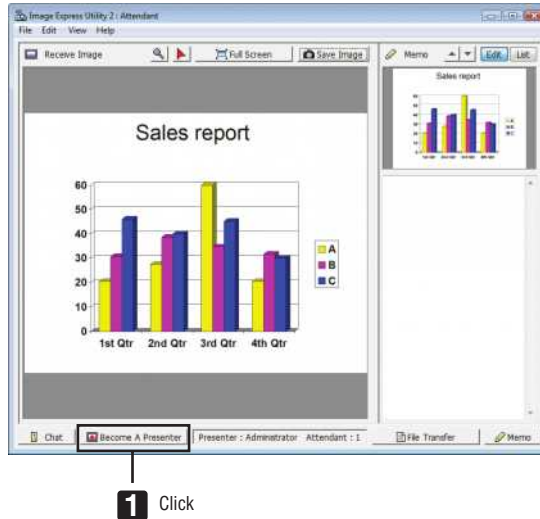 Image Express Utility 2 : Attendant
File Edit View Help
Receive Image Full Screen Save Image Memo Edit List
Sales report
Sales report
60
50
40
30
20
10
0
1st Qtr 2nd Qtr 3rd Qtr 4th Qtr
A
B
C
Chat Become A Presenter Presenter : Administrator Attendant : 1 File Transfer Memo
1 Click